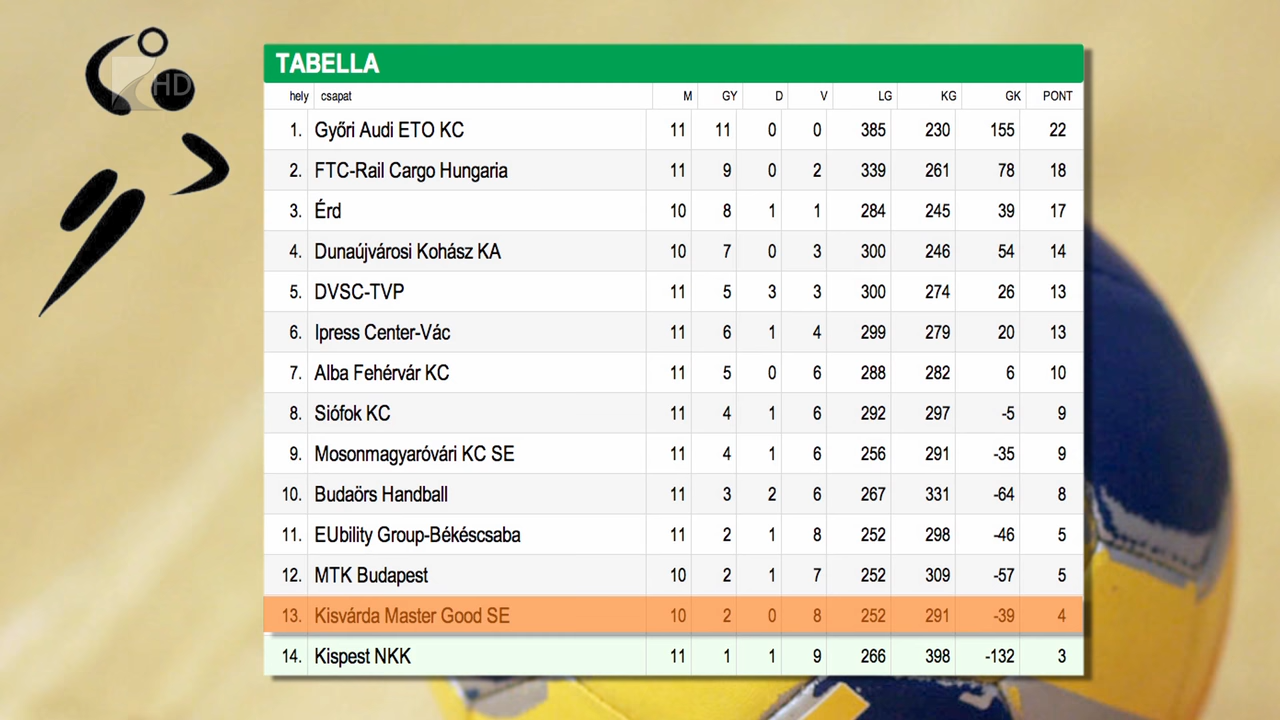 HD
TABELLA
hely csapat M GY D V LG KG GK PONT
1. Győri Audi ETO KC 11 11 0 0 385 230 155 22
2. FTC-Rail Cargo Hungaria 11 9 0 2 339 261 78 18
3. Érd 10 8 1 1 284 245 39 17
4. Dunaújvárosi Kohász KA 10 7 0 3 300 246 54 14
5. DVSC-TVP 11 5 3 3 300 274 26 13
6. Ipress Center-Vác 11 6 1 4 299 279 20 13
7. Alba Fehérvár KC 11 5 0 6 288 282 6 10
8. Siófok KC 11 4 1 6 292 297 -5 9
9. Mosonmagyaróvári KC SE 11 4 1 6 256 291 -35 9
10. Budaörs Handball 11 3 2 6 267 331 -64 8
11. EUbility Group-Békéscsaba 11 2 1 8 252 298 -46 5
12. MTK Budapest 10 2 1 7 252 309 -57 5
13. Kisvárda Master Good SE 10 2 0 8 252 291 -39 4
14. Kispest NKK 11 1 1 9 266 398 -132 3